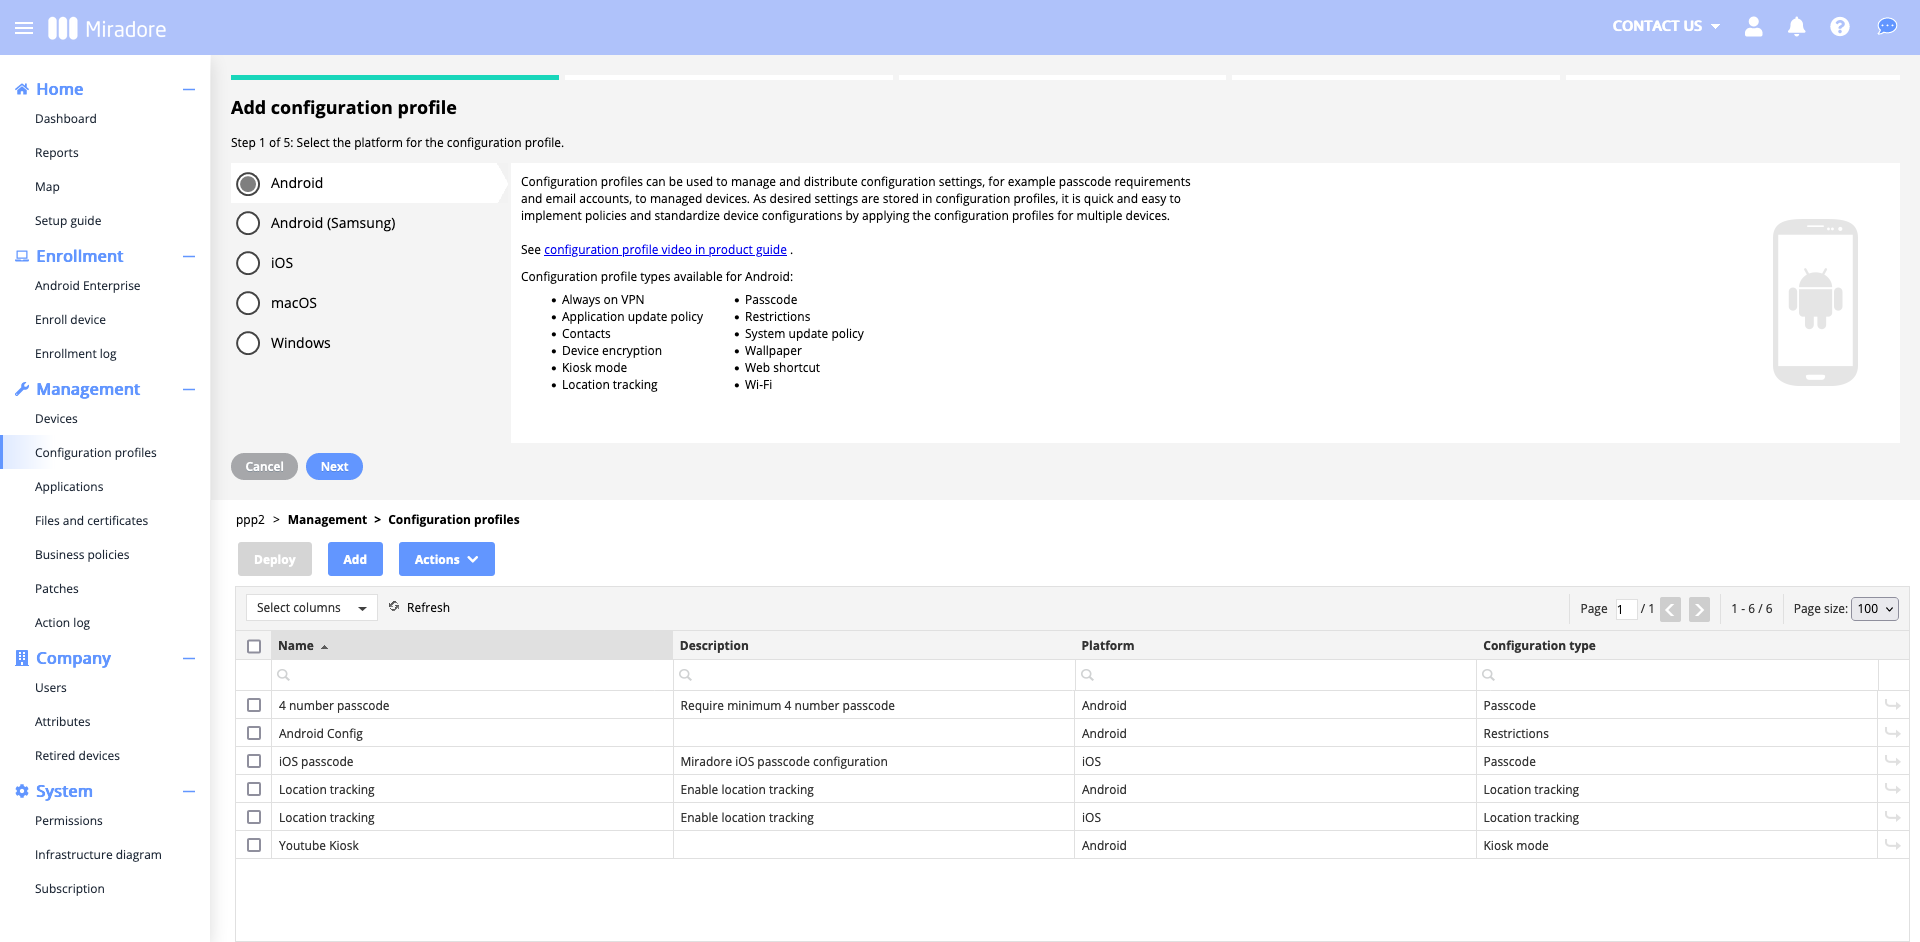 Miradore
CONTACT US
Home
Dashboard
Reports
Map
Setup guide
Enrollment
Android Enterprise
Enroll device
Enrollment log
Management
Devices
Configuration profiles
Applications
Files and certificates
Business policies
Patches
Action log
Company
Users
Attributes
Retired devices
System
Permissions
Infrastructure diagram
Subscription
Add configuration profile
Step 1 of 5: Select the platform for the configuration profile.
Android
Android (Samsung)
iOS
macOS
Windows
Configuration profiles can be used to manage and distribute configuration settings, for example passcode requirements
and email accounts, to managed devices. As desired settings are stored in configuration profiles, it is quick and easy to
implement policies and standardize device configurations by applying the configuration profiles for multiple devices.
See configuration profile video in product guide .
Configuration profile types available for Android:
• Always on VPN
• Application update policy
• Contacts
• Device encryption
• Kiosk mode
• Location tracking
• Passcode
• Restrictions
• System update policy
• Wallpaper
• Web shortcut
• Wi-Fi
Cancel Next
ppp2 > Management > Configuration profiles
Deploy Add Actions
Select columns Refresh Page 1 / 1 1 - 6 / 6 Page size: 100
Name Description Platform Configuration type
4 number passcode Require minimum 4 number passcode Android Passcode
Android Config Android Restrictions
iOS passcode Miradore iOS passcode configuration iOS Passcode
Location tracking Enable location tracking Android Location tracking
Location tracking Enable location tracking iOS Location tracking
Youtube Kiosk Android Kiosk mode